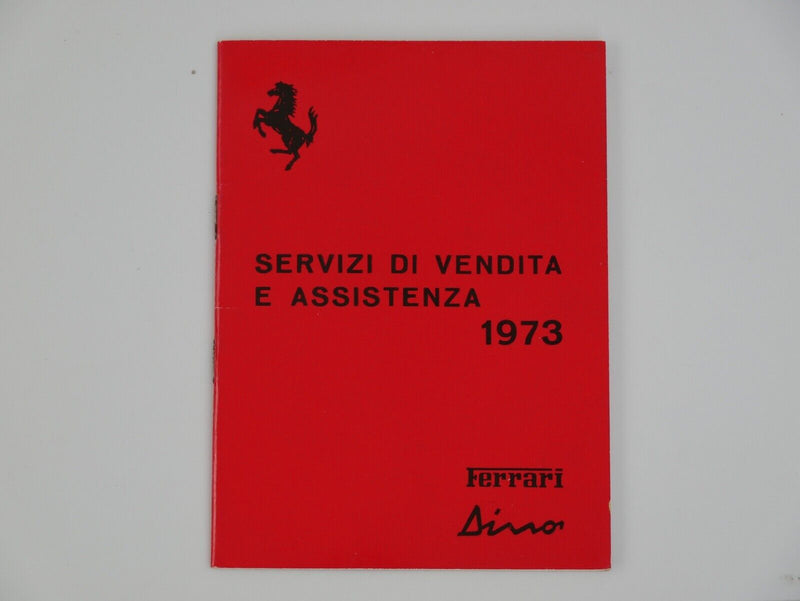 SERVIZI DI VENDITA
E ASSISTENZA
1973
Ferrari
Dino